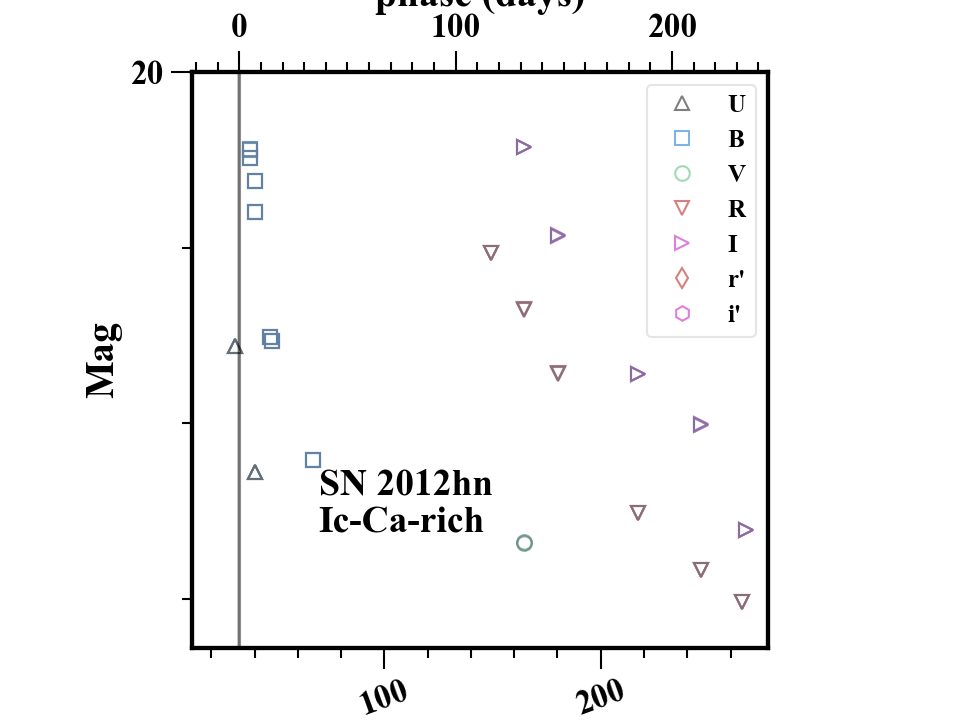 phase (days)
0 100 200
20
U
B
V
R
I
r'
i'
Mag
SN 2012hn
Ic-Ca-rich
100 200